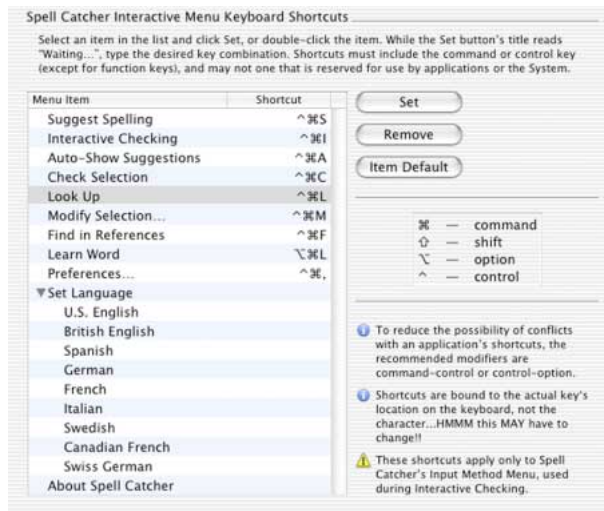 Spell Catcher Interactive Menu Keyboard Shortcuts
Select an item in the list and click Set, or double-click the item. While the Set button's title reads
"Waiting...", type the desired key combination. Shortcuts must include the command or control key
(except for function keys), and may not one that is reserved for use by applications or the System.
Menu Item Shortcut
Suggest Spelling ^⌘S
Interactive Checking ^⌘I
Auto-Show Suggestions ^⌘A
Check Selection ^⌘C
Look Up ^⌘L
Modify Selection... ^⌘M
Find in References ^⌘F
Learn Word ⌥⌘L
Preferences... ^⌘,
▼Set Language
U.S. English
British English
Spanish
German
French
Italian
Swedish
Canadian French
Swiss German
About Spell Catcher
Set
Remove
Item Default
⌘ — command
⇧ — shift
⌥ — option
^ — control
To reduce the possibility of conflicts
with an application's shortcuts, the
recommended modifiers are
command-control or control-option.
Shortcuts are bound to the actual key's
location on the keyboard, not the
character...HMMM this MAY have to
change!!
These shortcuts apply only to Spell
Catcher's Input Method Menu, used
during Interactive Checking.